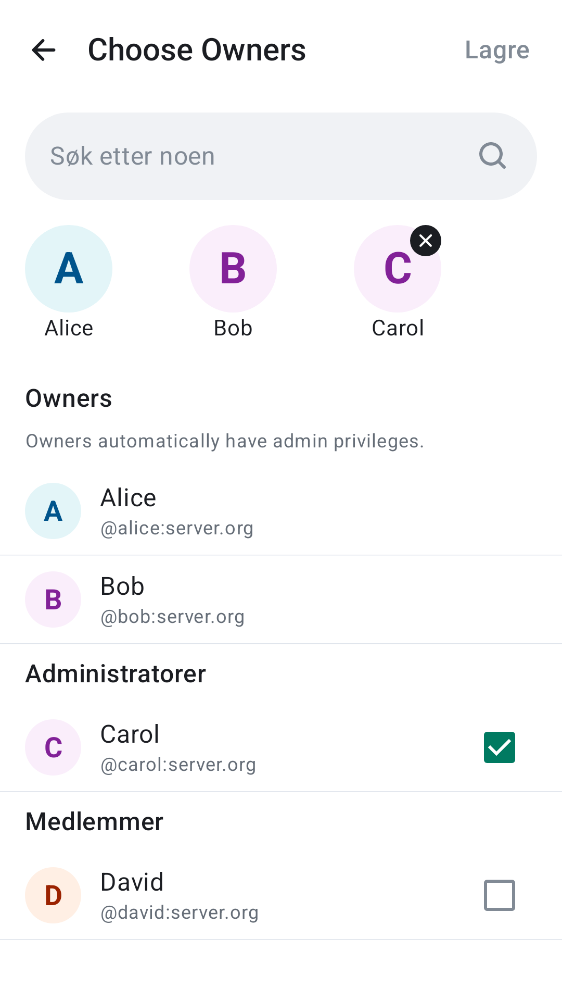 Choose Owners
Lagre
Søk etter noen
A
B
C
Alice
Bob
Carol
Owners
Owners automatically have admin privileges.
A
Alice
@alice:server.org
B
Bob
@bob:server.org
Administratorer
C
Carol
@carol:server.org
Medlemmer
D
David
@david:server.org